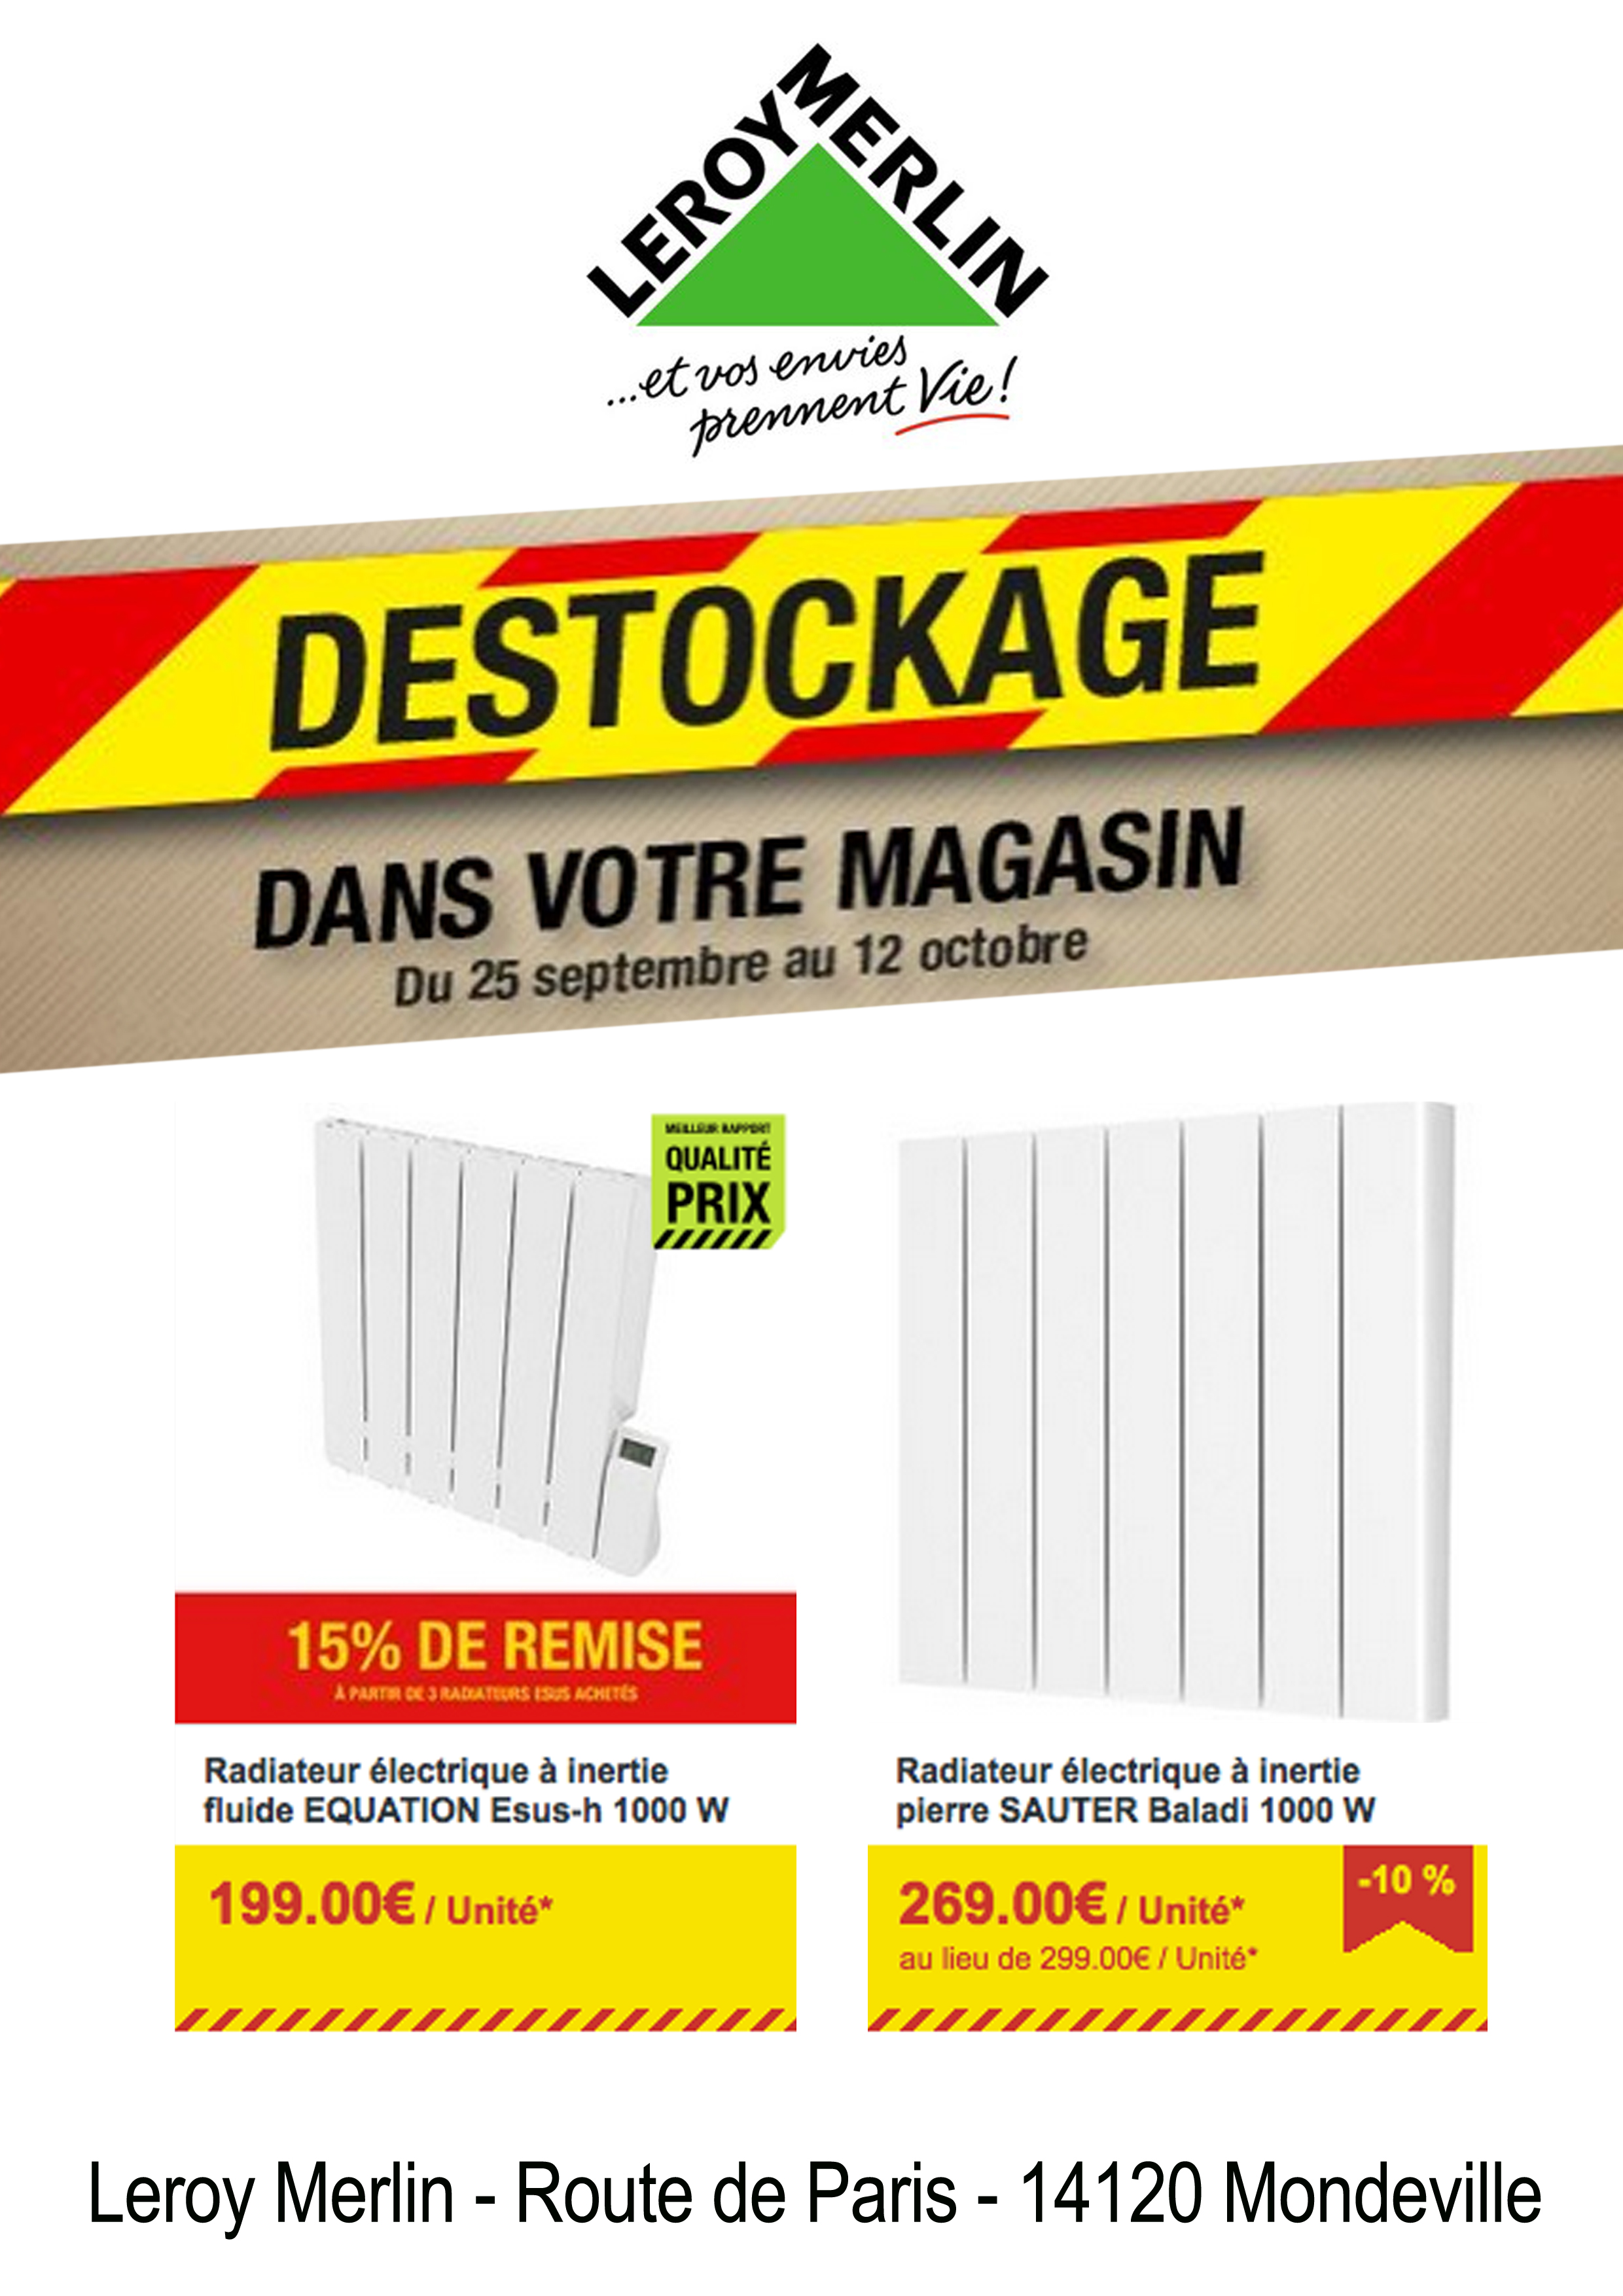 LEROY MERLIN
...et vos envies
prennent Vie !
DESTOCKAGE
DANS VOTRE MAGASIN
Du 25 septembre au 12 octobre
MEILLEUR RAPPORT
QUALITÉ
PRIX
15% DE REMISE
À PARTIR DE 3 RADIATEURS ESUS ACHETÉS
Radiateur électrique à inertie
fluide EQUATION Esus-h 1000 W
199.00€ / Unité*
Radiateur électrique à inertie
pierre SAUTER Baladi 1000 W
269.00€ / Unité*
-10 %
au lieu de 299.00€ / Unité*
Leroy Merlin - Route de Paris - 14120 Mondeville